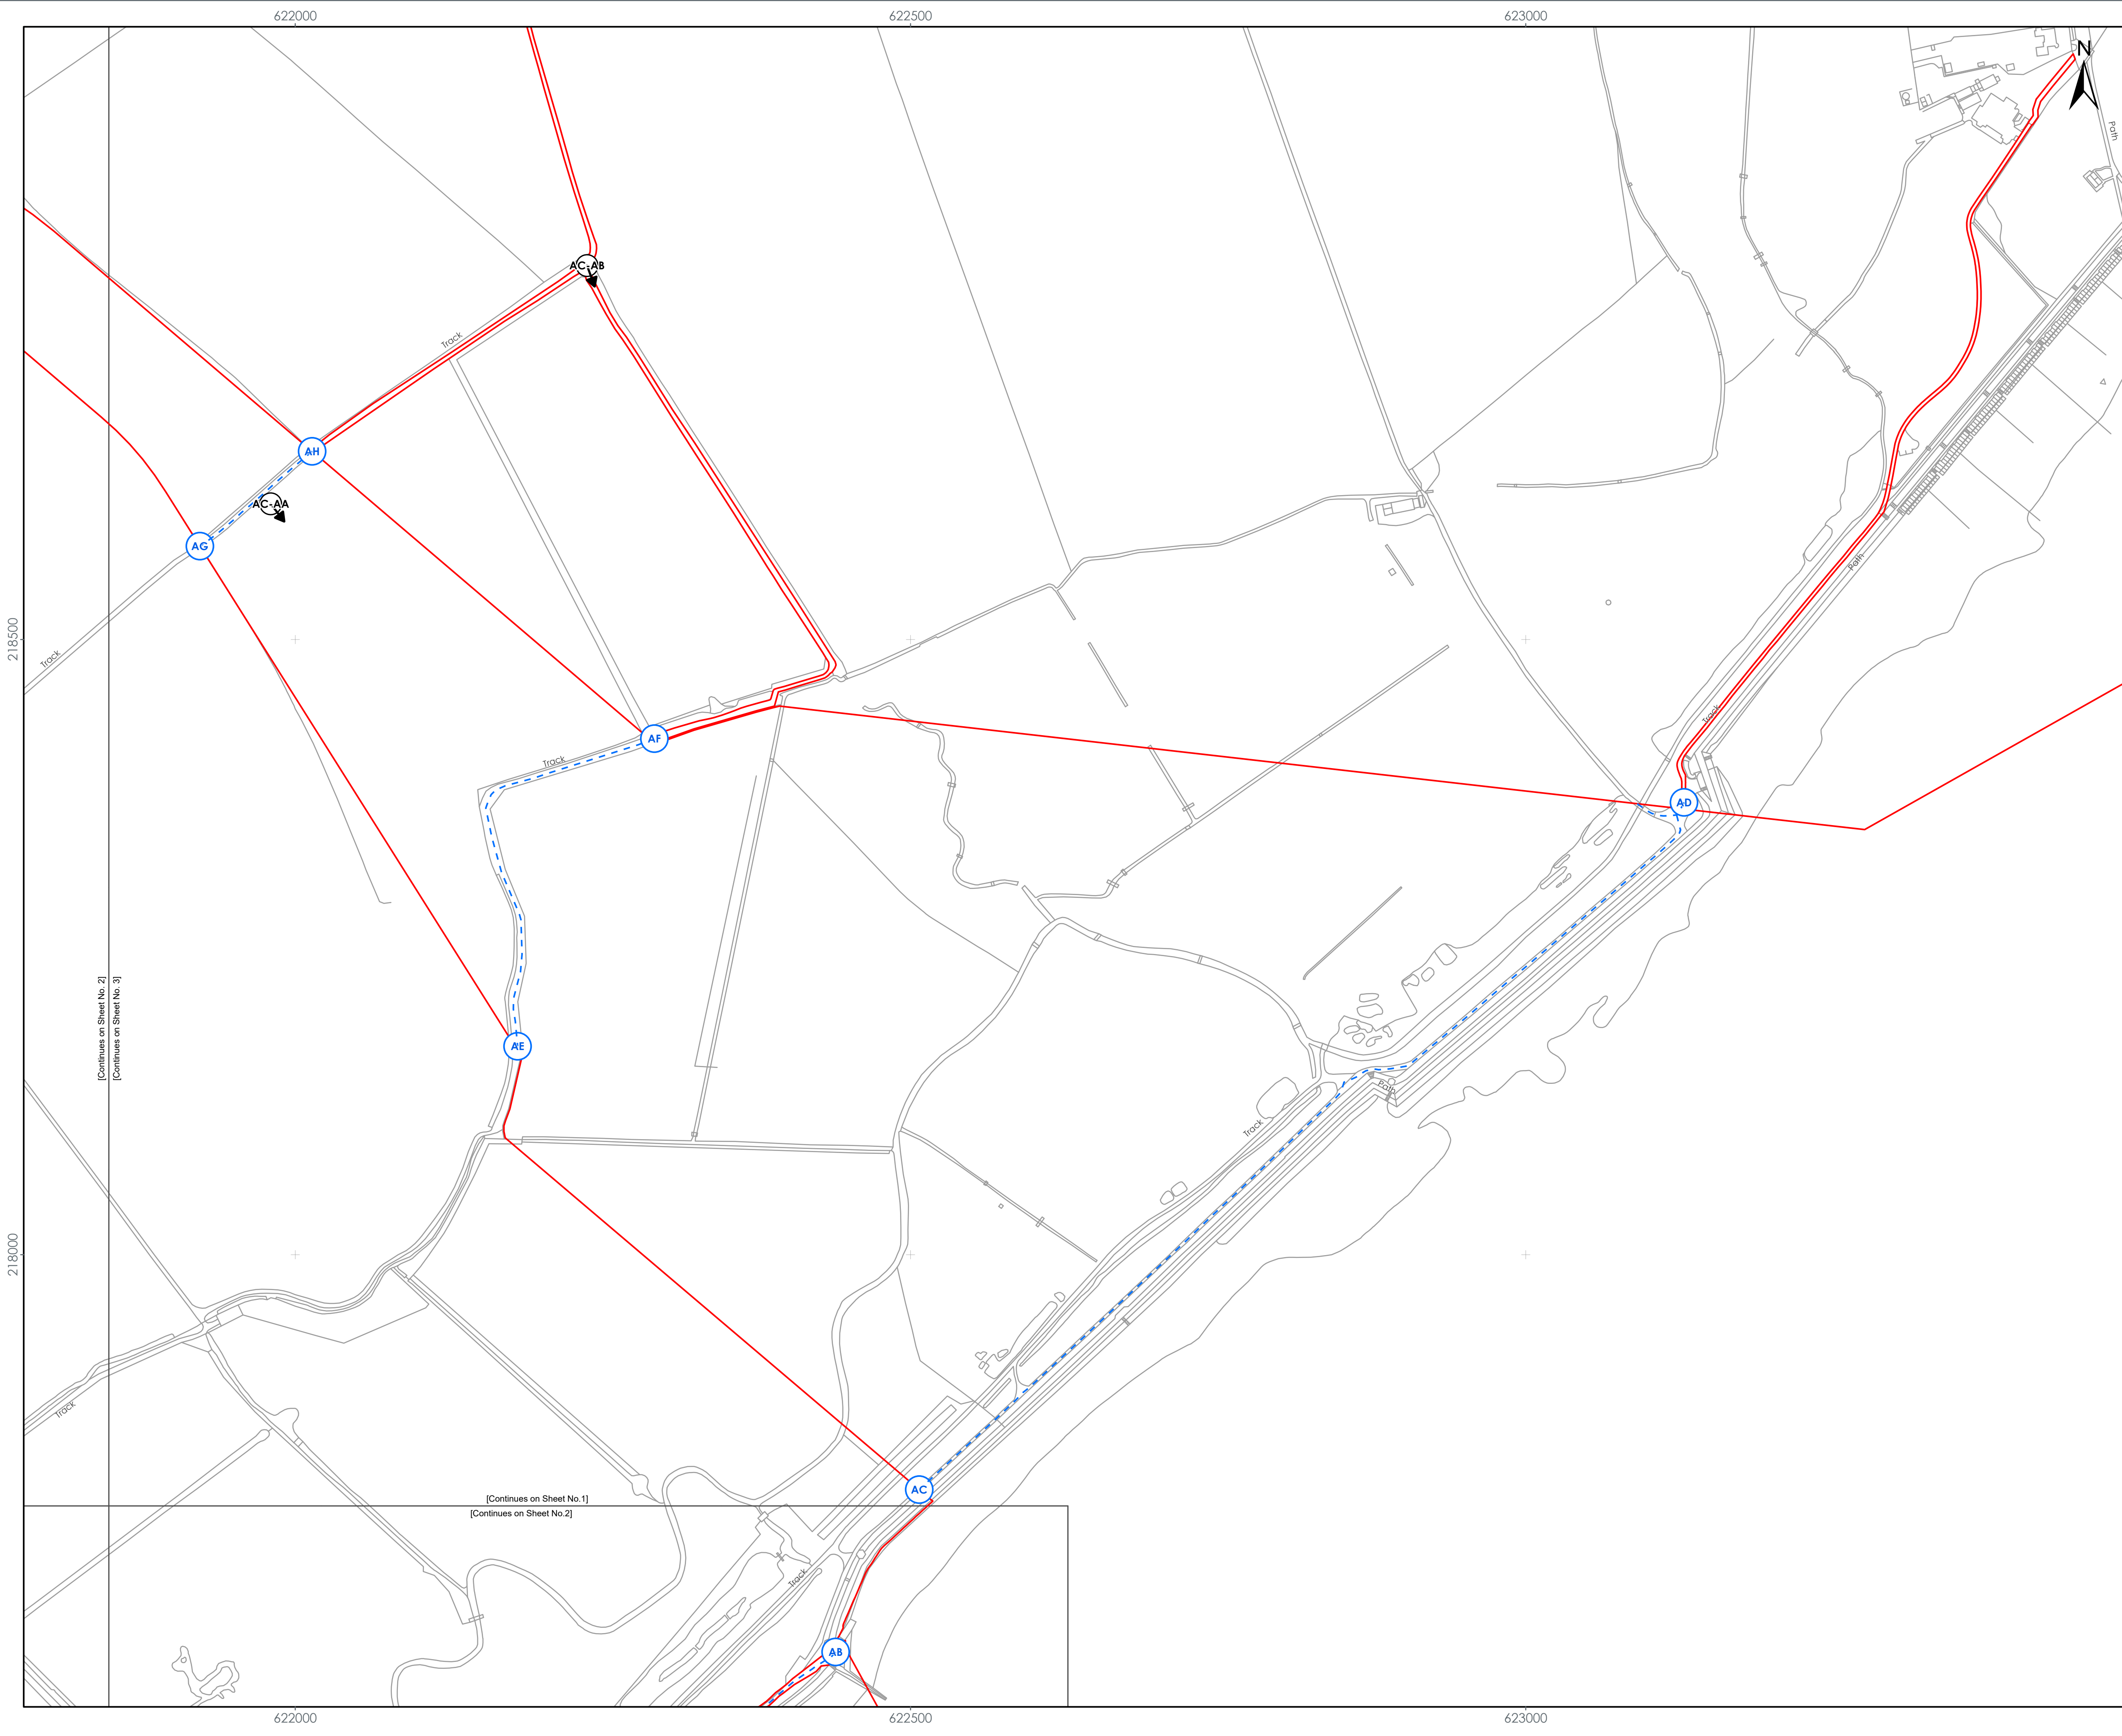 622000
622500
623000
N
Path
AC-AB
Track
AH
AC-AA
AG
218500
Track
Path
Track
AF
Track
AD
[Continues on Sheet No. 2]
[Continues on Sheet No. 3]
AE
Path
Track
218000
Track
AC
[Continues on Sheet No.1]
[Continues on Sheet No.2]
Track
AB
622000
622500
623000